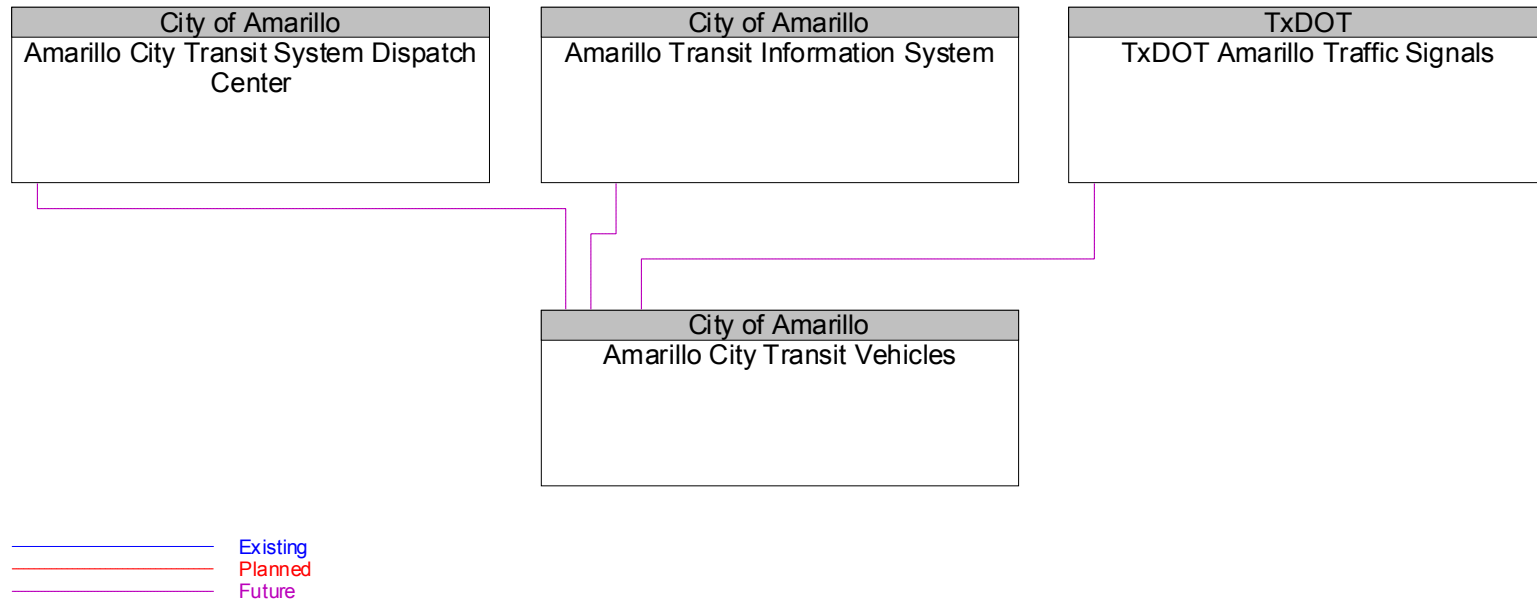 City of Amarillo
Amarillo City Transit System Dispatch
Center
City of Amarillo
Amarillo Transit Information System
TxDOT
TxDOT Amarillo Traffic Signals
City of Amarillo
Amarillo City Transit Vehicles
Existing
Planned
Future